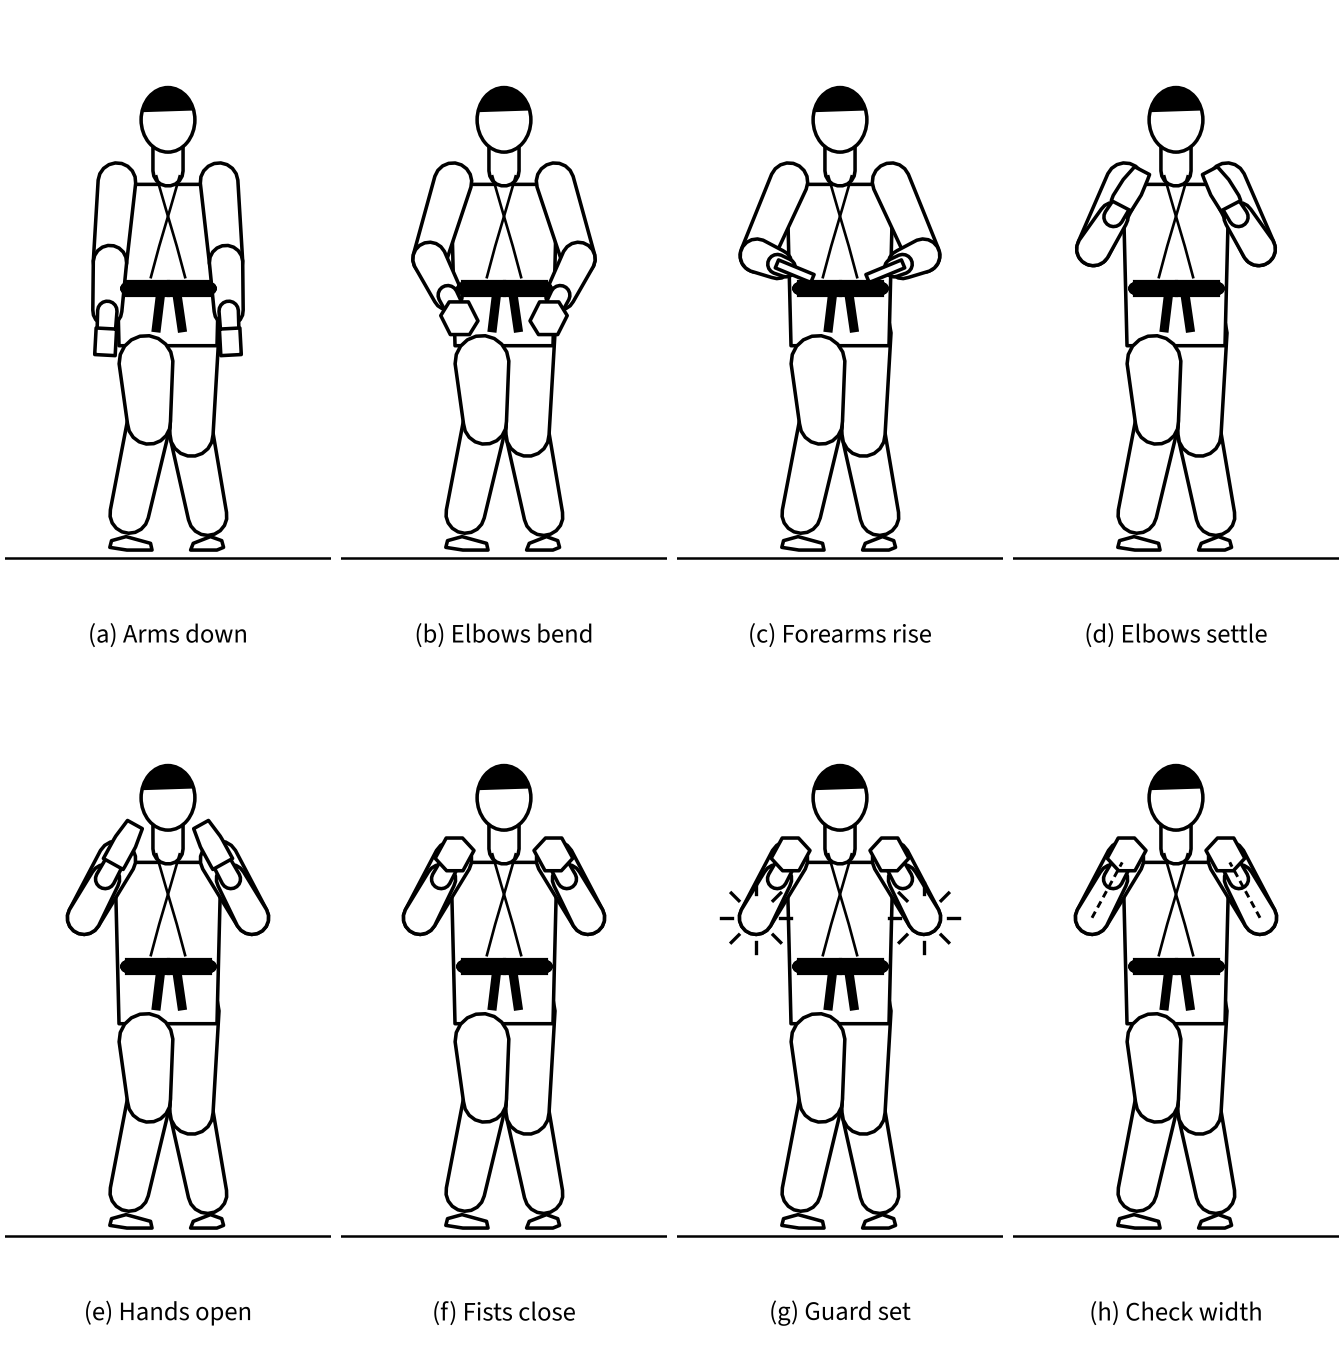 (a) Arms down
(b) Elbows bend
(c) Forearms rise
(d) Elbows settle
(e) Hands open
(f) Fists close
(g) Guard set
(h) Check width